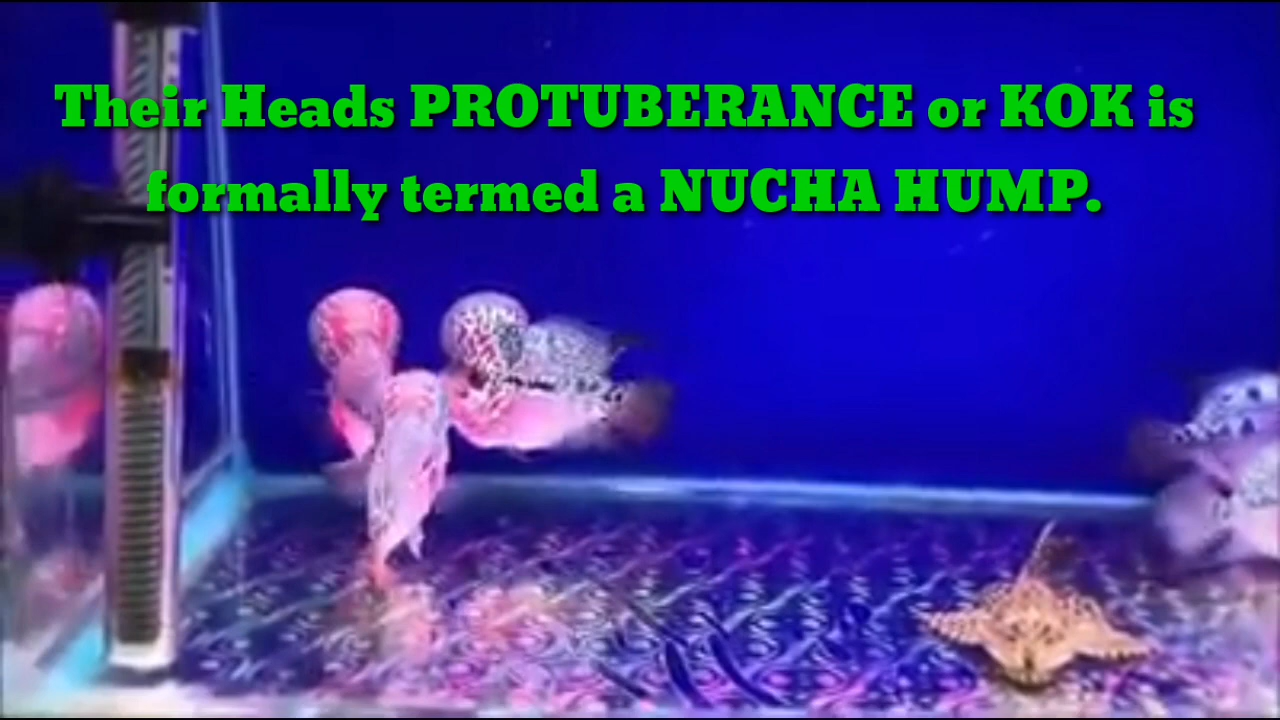 Their Heads PROTUBERANCE or KOK is
formally termed a NUCHA HUMP.